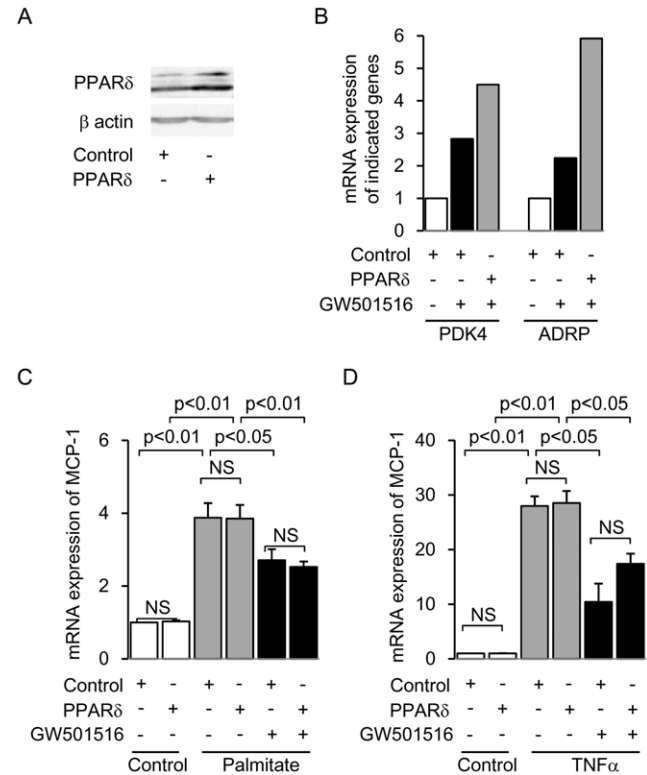 A
PPARδ
β actin
Control + -
PPARδ - +
B
mRNA expression
of indicated genes
6
5
4
3
2
1
0
Control + + - + + -
PPARδ - - + - - +
GW501516 - + + - + +
PDK4 ADRP
C
p<0.01 p<0.01
p<0.01 p<0.05
mRNA expression of MCP-1
6
4
2
0
NS
NS
NS
Control + - + - + -
PPARδ - + - + - +
GW501516 - - - - + +
Control Palmitate
D
p<0.01 p<0.05
p<0.01 p<0.05
mRNA expression of MCP-1
40
30
20
10
0
NS
NS
NS
Control + - + - + -
PPARδ - + - + - +
GW501516 - - - - + +
Control TNFα